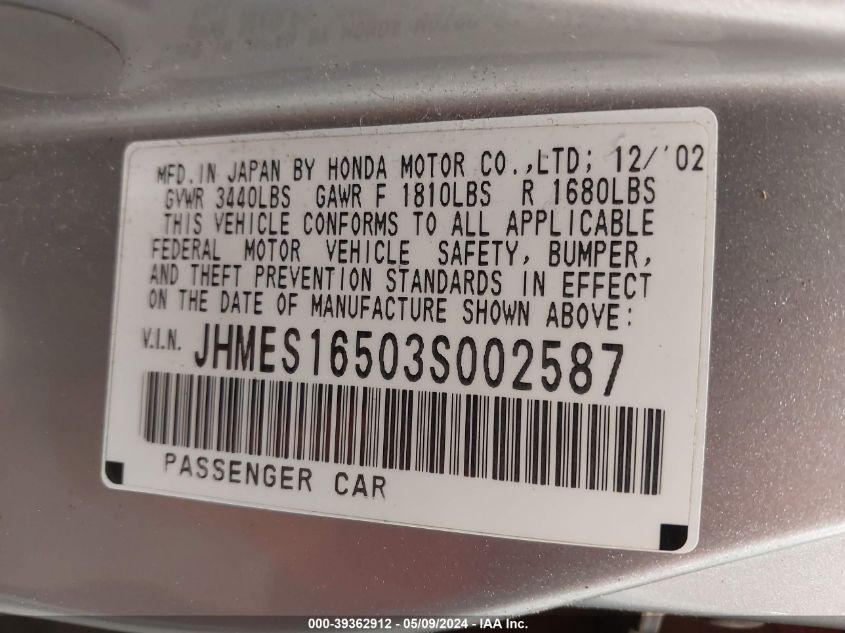 MFD.IN JAPAN BY HONDA MOTOR CO.,LTD; 12/'02
GVWR 3440LBS GAWR F 1810LBS R 1680LBS
THIS VEHICLE CONFORMS TO ALL APPLICABLE
FEDERAL MOTOR VEHICLE SAFETY, BUMPER,
AND THEFT PREVENTION STANDARDS IN EFFECT
ON THE DATE OF MANUFACTURE SHOWN ABOVE:
V.I.N. JHMES16503S002587
PASSENGER CAR
000-39362912 - 05/09/2024 - IAA Inc.